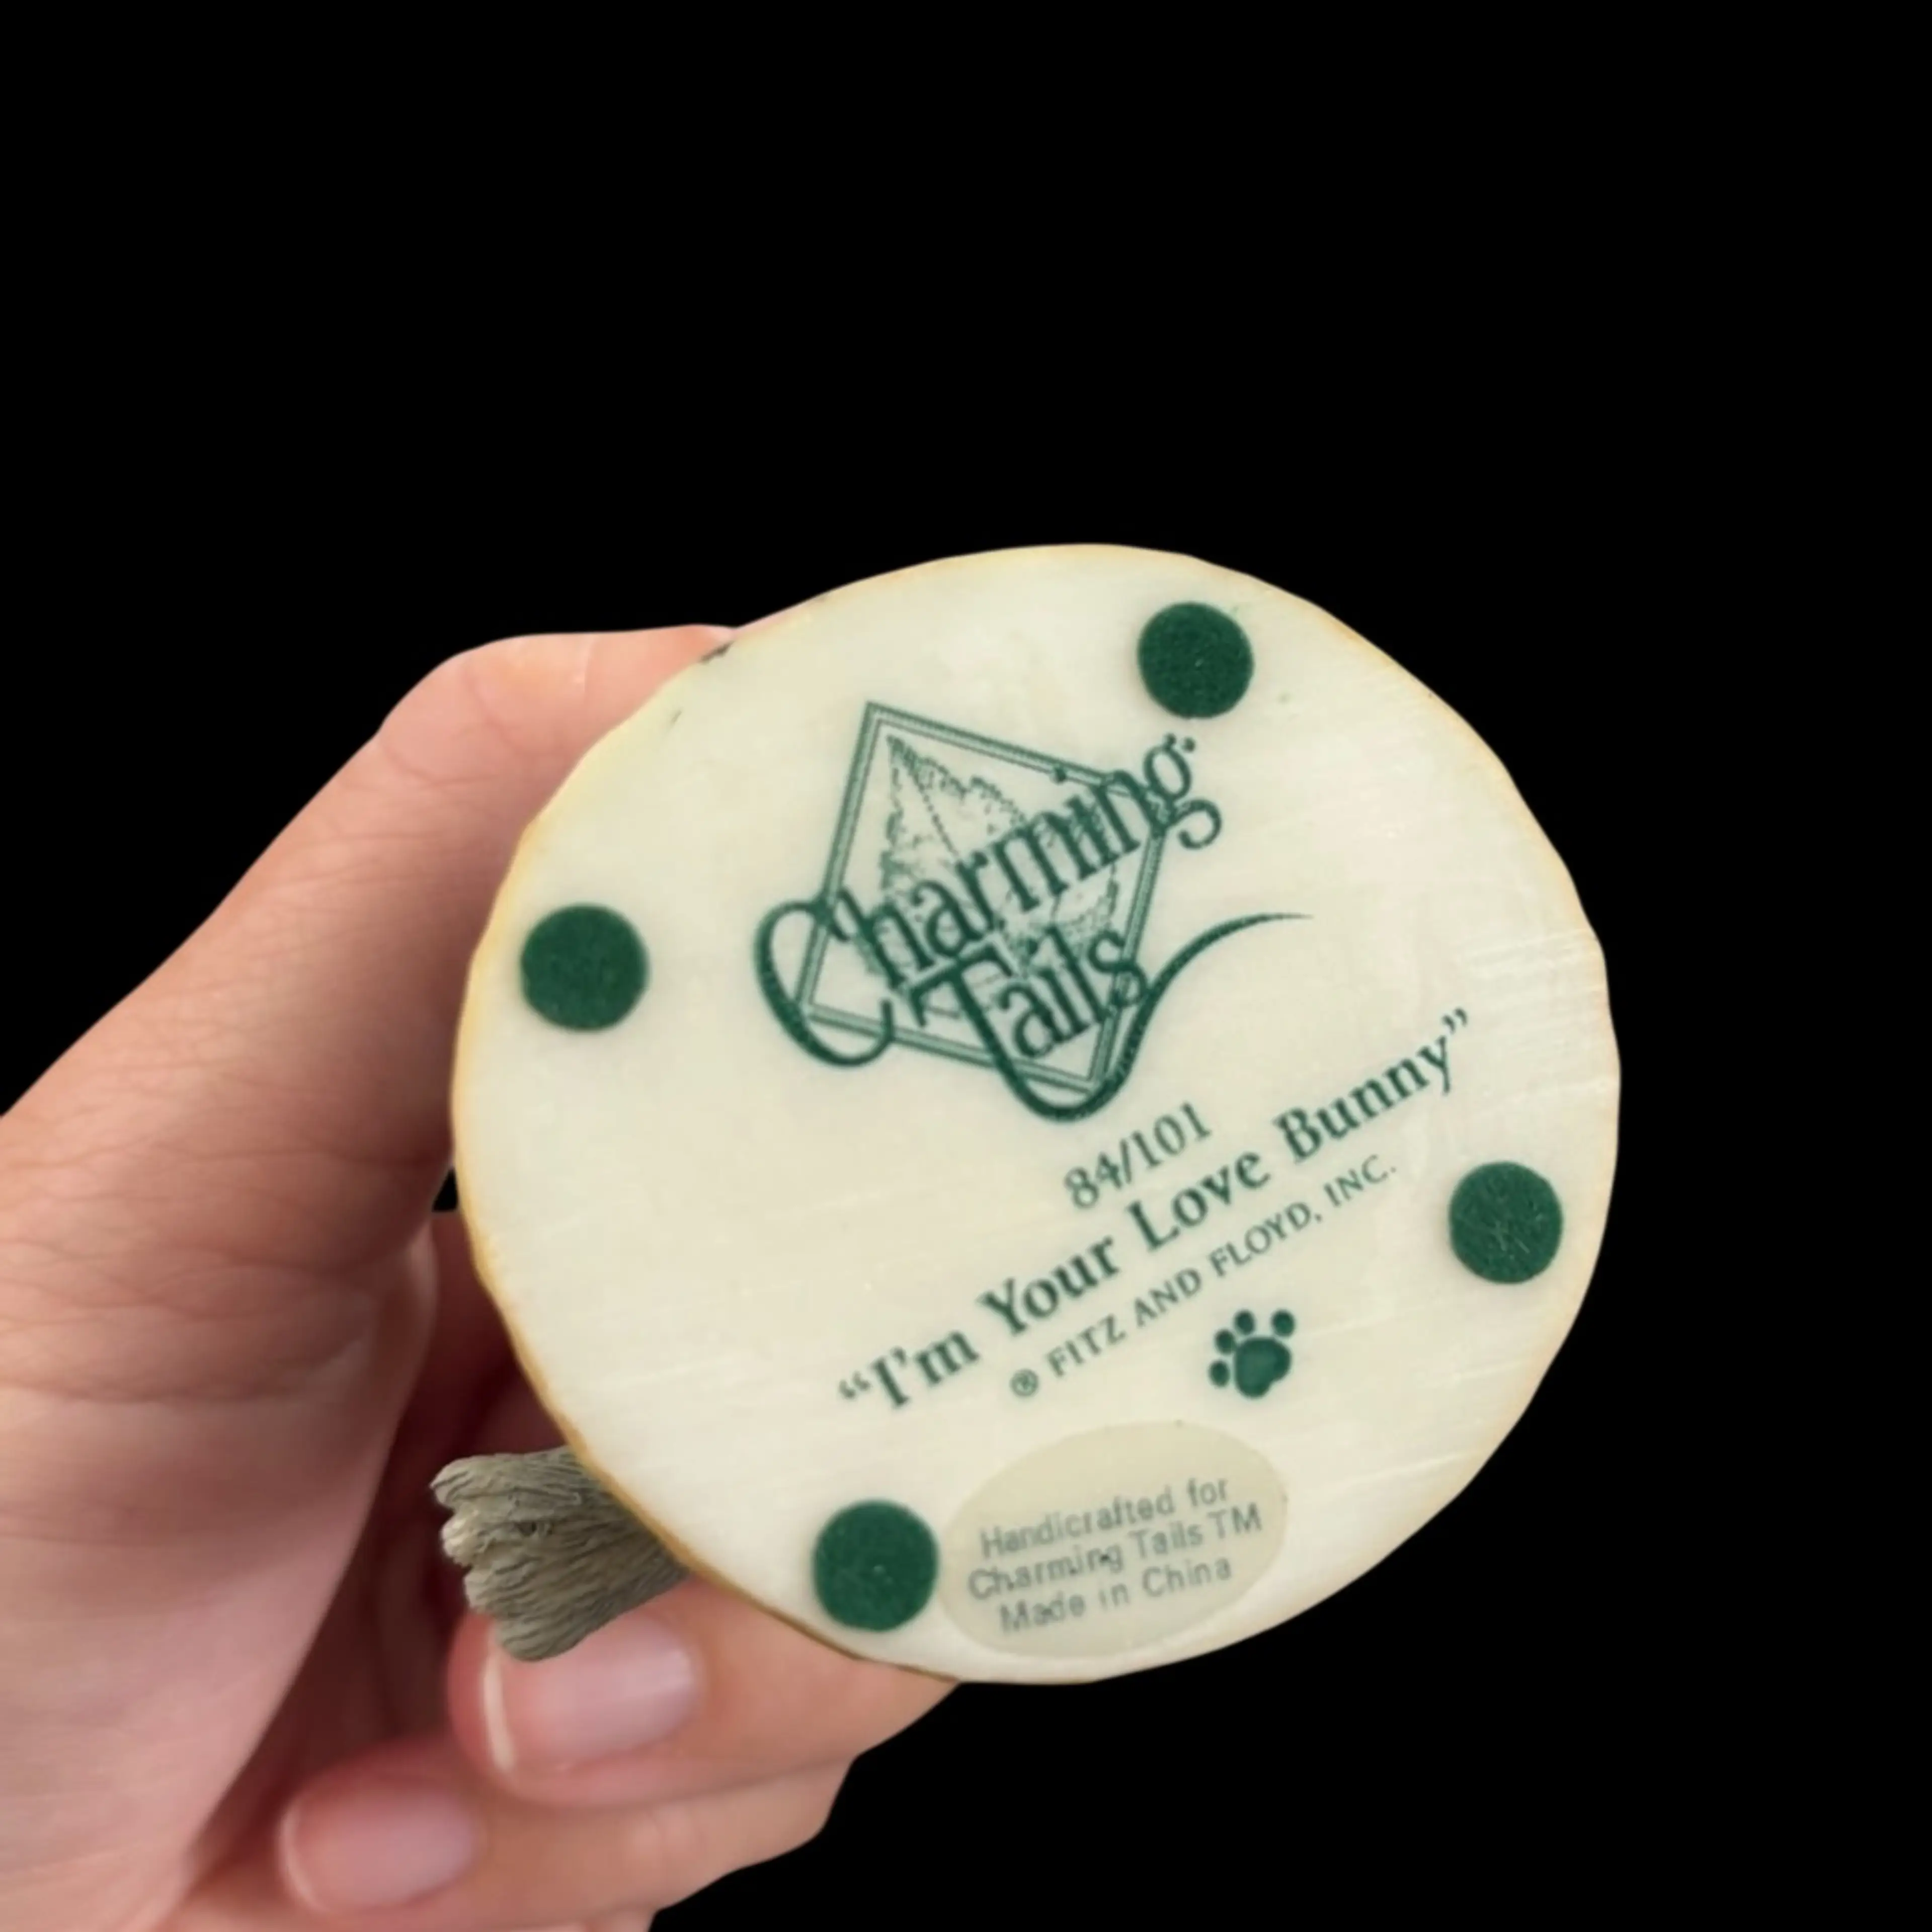 Charming
Tails
84/101
“I'm Your Love Bunny”
® FITZ AND FLOYD, INC.
Handicrafted for
Charming Tails TM
Made in China